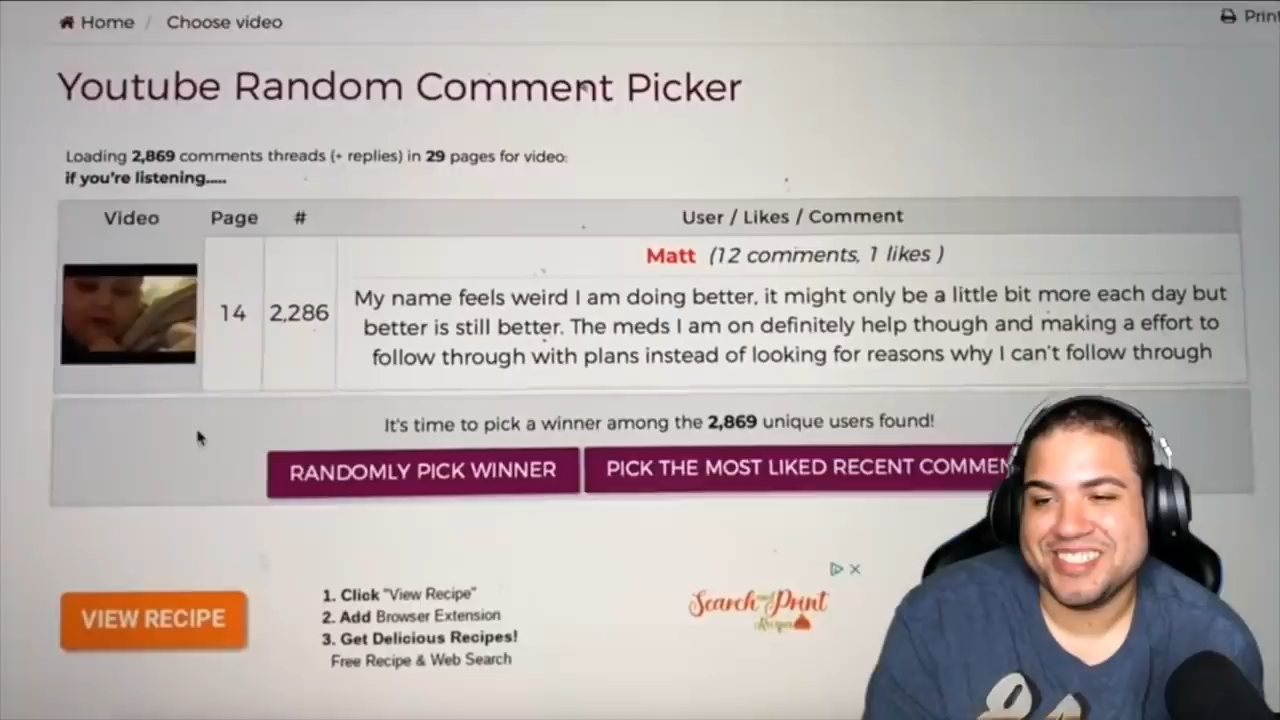 Home / Choose video
Print
Youtube Random Comment Picker
Loading 2,869 comments threads (+ replies) in 29 pages for video:
if you're listening.....
Video Page # User / Likes / Comment
Matt (12 comments, 1 likes )
14 2,286
My name feels weird I am doing better, it might only be a little bit more each day but
better is still better. The meds I am on definitely help though and making a effort to
follow through with plans instead of looking for reasons why I can't follow through
It's time to pick a winner among the 2,869 unique users found!
RANDOMLY PICK WINNER
PICK THE MOST LIKED RECENT COMMEN
VIEW RECIPE
1. Click "View Recipe"
2. Add Browser Extension
3. Get Delicious Recipes!
Free Recipe & Web Search
Search and Print
Recipes